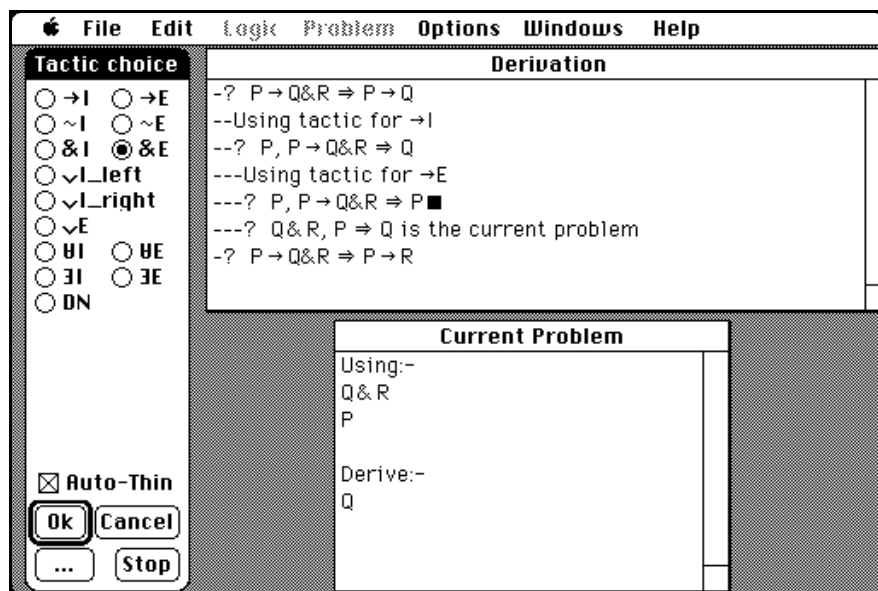 File Edit Logic Problem Options Windows Help
Tactic choice
→I →E
~I ~E
&I &E
∨I_left
∨I_right
∨E
∀I ∀E
∃I ∃E
DN
Auto-Thin
Ok Cancel
... Stop
Derivation
-? P→Q&R ⇒ P→Q
--Using tactic for →I
--? P, P→Q&R ⇒ Q
---Using tactic for →E
---? P, P→Q&R ⇒ P■
---? Q&R, P ⇒ Q is the current problem
-? P→Q&R ⇒ P→R
Current Problem
Using:-
Q&R
P
Derive:-
Q